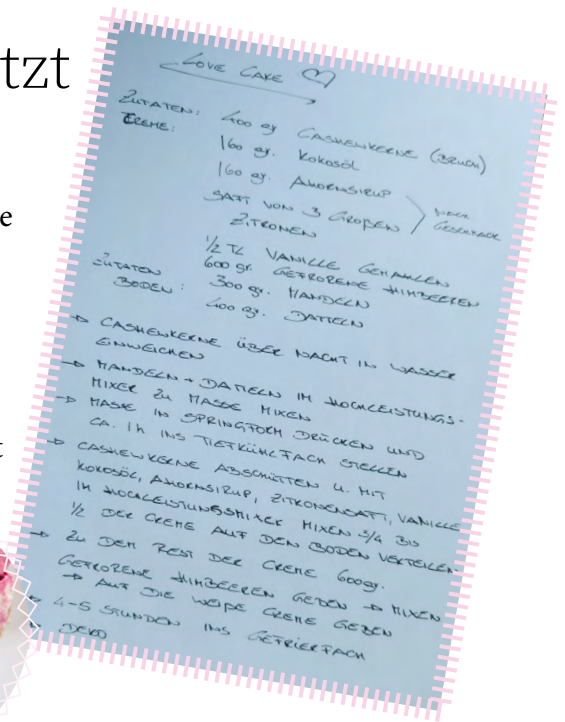 tzt
e
t
LOVE CAKE ♡
ZUTATEN: 400 gr CASHEWKERNE (BRUCH)
CREME: 160 gr. KOKOSÖL
160 gr. AHORNSIRUP
SAFT VON 3 GROßEN ZITRONEN } NACH GESCHMACK
1/2 TL VANILLE GEMAHLEN
600 gr. GEFRORENE HIMBEEREN
ZUTATEN 300 gr. MANDELN
BODEN: 400 gr. DATTELN
→ CASHEWKERNE ÜBER NACHT IN WASSER
EINWEICHEN
→ MANDELN + DATTELN IM HOCHLEISTUNGS-
MIXER ZU MASSE MIXEN
→ MASSE IN SPRINGFORM DRÜCKEN UND
CA. 1h INS TIEFKÜHLFACH STELLEN
→ CASHEWKERNE ABSCHÜTTEN U. MIT
KOKOSÖL, AHORNSIRUP, ZITRONENSAFT, VANILLE
IM HOCHLEISTUNGSMIXER MIXEN 3/4 BIS
1/2 DER CREME AUF DEN BODEN VERTEILEN
→ ZU DEM REST DER CREME 600gr.
GEFRORENE HIMBEEREN GEBEN → MIXEN
→ AUF DIE WEIßE CREME GEBEN
→ 4-5 STUNDEN INS GEFRIERFACH
DEKO